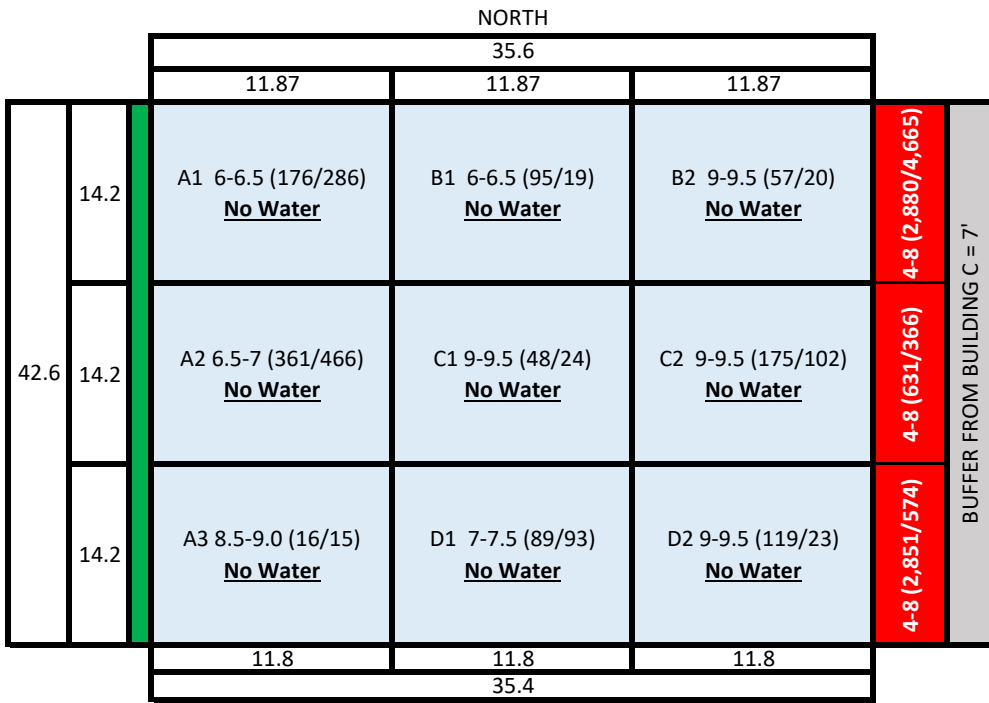 NORTH
35.6
11.87 11.87 11.87
42.6
14.2
A1 6-6.5 (176/286)
No Water
B1 6-6.5 (95/19)
No Water
B2 9-9.5 (57/20)
No Water
4-8 (2,880/4,665)
14.2
A2 6.5-7 (361/466)
No Water
C1 9-9.5 (48/24)
No Water
C2 9-9.5 (175/102)
No Water
4-8 (631/366)
14.2
A3 8.5-9.0 (16/15)
No Water
D1 7-7.5 (89/93)
No Water
D2 9-9.5 (119/23)
No Water
4-8 (2,851/574)
BUFFER FROM BUILDING C = 7'
11.8 11.8 11.8
35.4